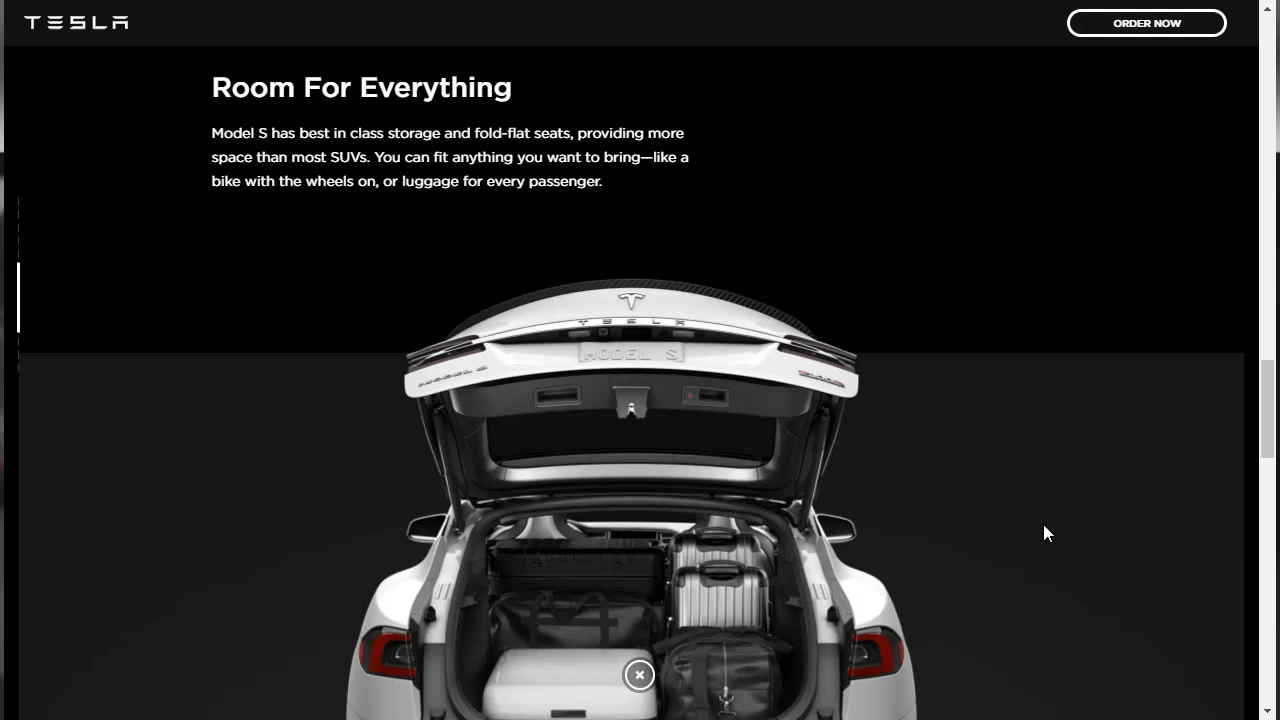 TESLA
ORDER NOW
Room For Everything
Model S has best in class storage and fold-flat seats, providing more
space than most SUVs. You can fit anything you want to bring—like a
bike with the wheels on, or luggage for every passenger.
TESLA
MODEL S
MODEL S